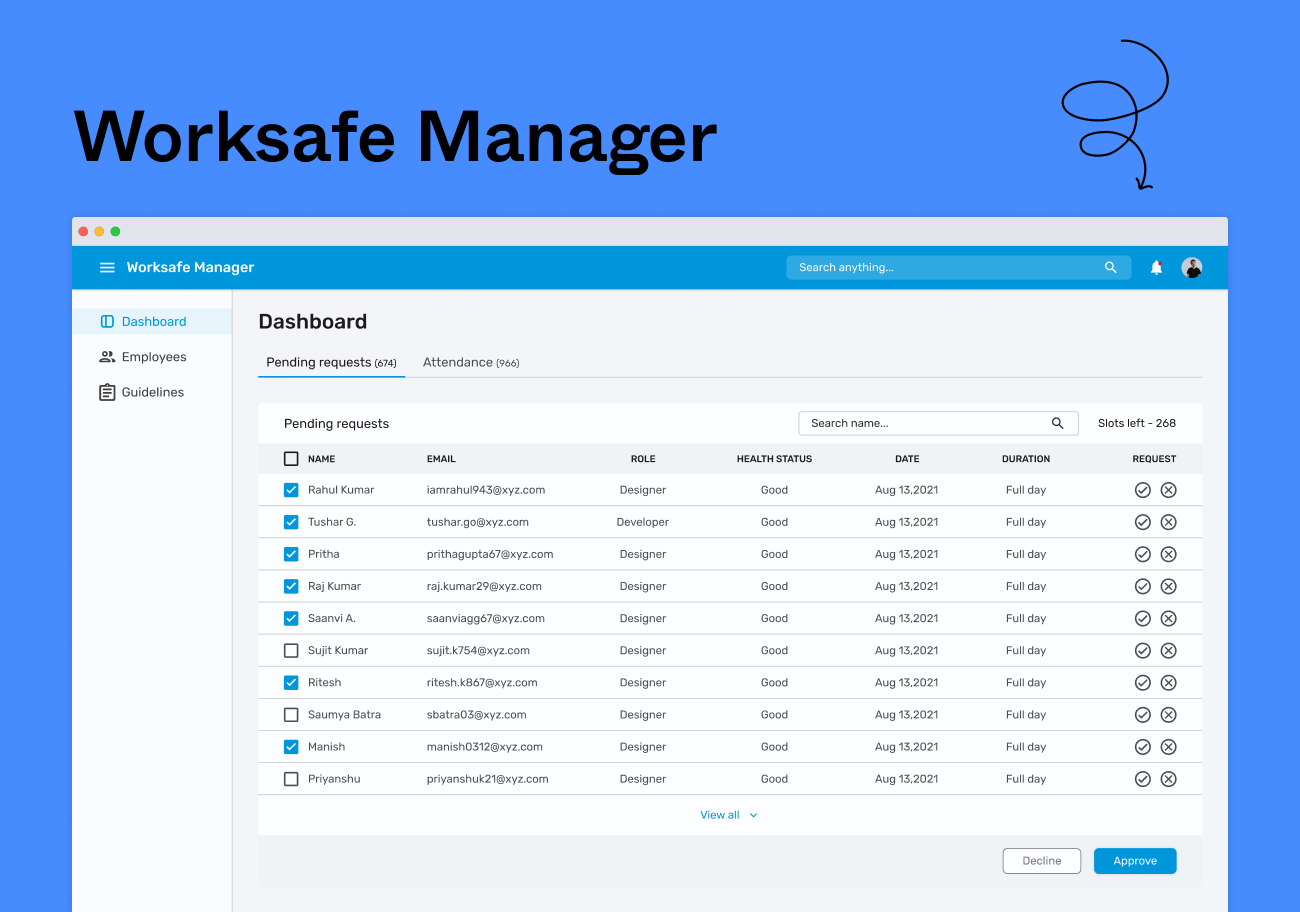 Worksafe Manager
Worksafe Manager
Search anything...
Dashboard
Employees
Guidelines
Dashboard
Pending requests (674) Attendance (966)
Pending requests Search name... Slots left - 268
NAME EMAIL ROLE HEALTH STATUS DATE DURATION REQUEST
Rahul Kumar iamrahul943@xyz.com Designer Good Aug 13,2021 Full day
Tushar G. tushar.go@xyz.com Developer Good Aug 13,2021 Full day
Pritha prithagupta67@xyz.com Designer Good Aug 13,2021 Full day
Raj Kumar raj.kumar29@xyz.com Designer Good Aug 13,2021 Full day
Saanvi A. saanviagg67@xyz.com Designer Good Aug 13,2021 Full day
Sujit Kumar sujit.k754@xyz.com Designer Good Aug 13,2021 Full day
Ritesh ritesh.k867@xyz.com Designer Good Aug 13,2021 Full day
Saumya Batra sbatra03@xyz.com Designer Good Aug 13,2021 Full day
Manish manish0312@xyz.com Designer Good Aug 13,2021 Full day
Priyanshu priyanshuk21@xyz.com Designer Good Aug 13,2021 Full day
View all
Decline Approve